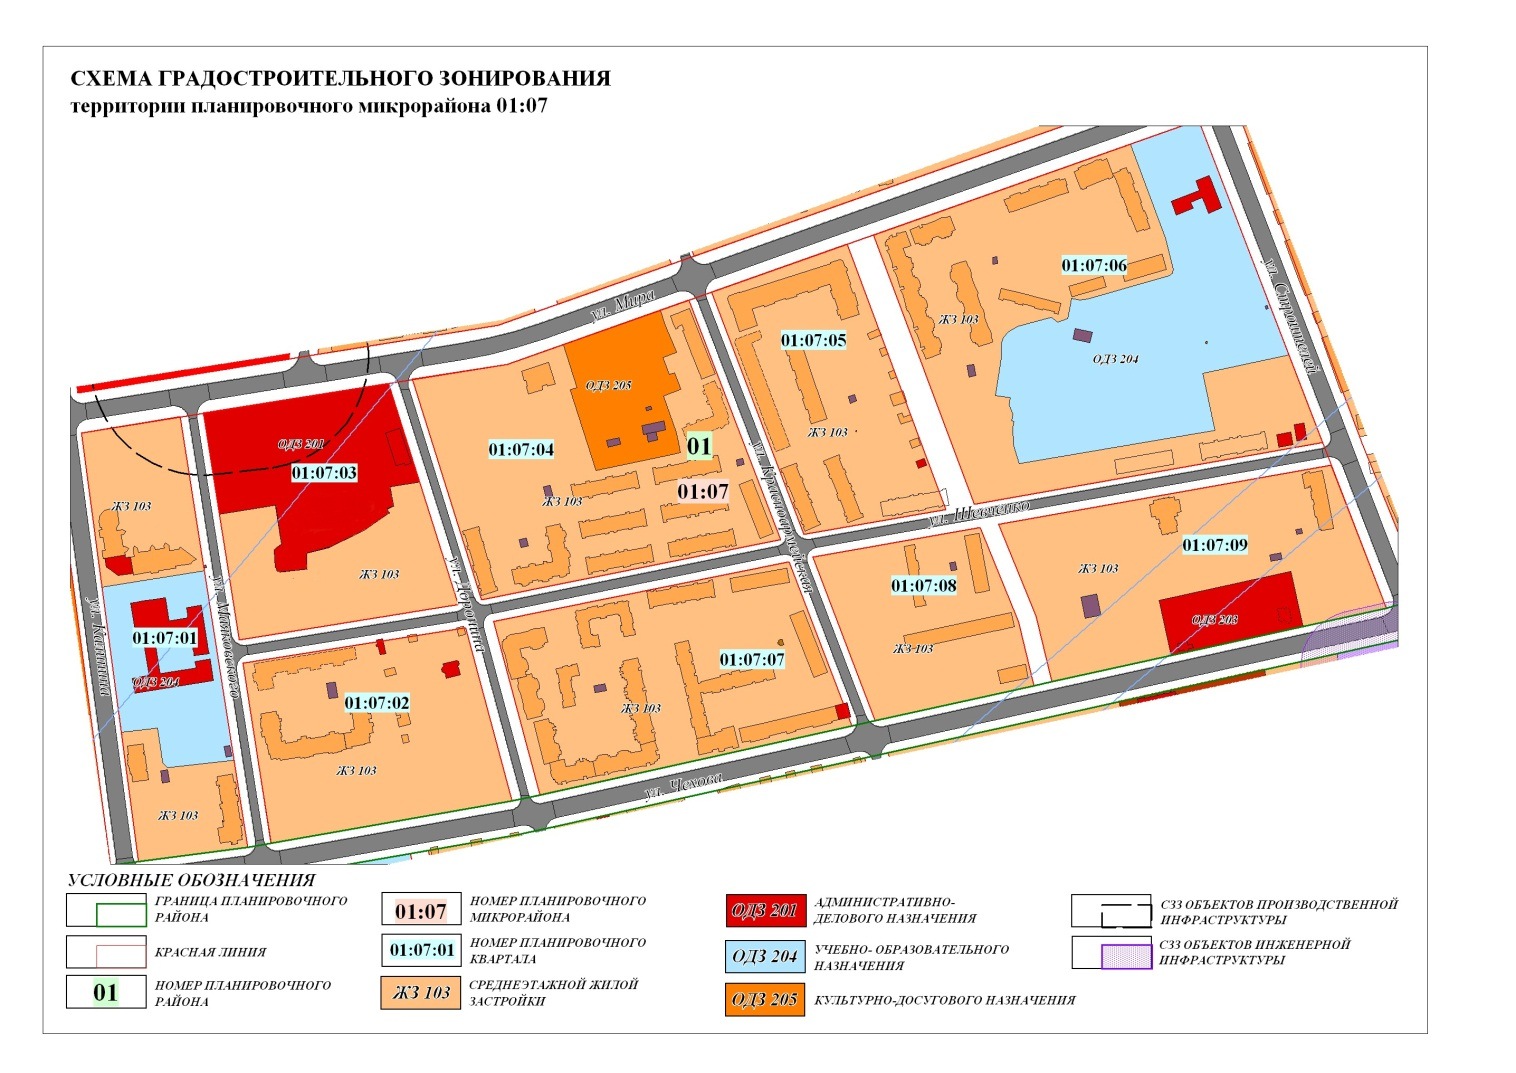 СХЕМА ГРАДОСТРОИТЕЛЬНОГО ЗОНИРОВАНИЯ
территории планировочного микрорайона 01:07
ул. Мира
01:07:06
ул. Строителей
ЖЗ 103
01:07:05
ОДЗ 204
ОДЗ 205
ЖЗ 103
ОДЗ 201
01:07:03
01:07:04
01
01:07
ЖЗ 103
ЖЗ 103
ул. Красноармейская
ул. Шевченко
01:07:09
ЖЗ 103
ЖЗ 103
01:07:08
ул. Доронина
ОДЗ 203
ул. Калинина
ул. Маяковского
01:07:01
ОДЗ 204
ЖЗ 103
01:07:07
01:07:02
ЖЗ 103
ЖЗ 103
ул. Чехова
ЖЗ 103
УСЛОВНЫЕ ОБОЗНАЧЕНИЯ
ГРАНИЦА ПЛАНИРОВОЧНОГО
РАЙОНА
КРАСНАЯ ЛИНИЯ
01
НОМЕР ПЛАНИРОВОЧНОГО
РАЙОНА
01:07
НОМЕР ПЛАНИРОВОЧНОГО
МИКРОРАЙОНА
01:07:01
НОМЕР ПЛАНИРОВОЧНОГО
КВАРТАЛА
ЖЗ 103
СРЕДНЕЭТАЖНОЙ ЖИЛОЙ
ЗАСТРОЙКИ
ОДЗ 201
АДМИНИСТРАТИВНО-
ДЕЛОВОГО НАЗНАЧЕНИЯ
ОДЗ 204
УЧЕБНО- ОБРАЗОВАТЕЛЬНОГО
НАЗНАЧЕНИЯ
ОДЗ 205
КУЛЬТУРНО-ДОСУГОВОГО НАЗНАЧЕНИЯ
СЗЗ ОБЪЕКТОВ ПРОИЗВОДСТВЕННОЙ
ИНФРАСТРУКТУРЫ
СЗЗ ОБЪЕКТОВ ИНЖЕНЕРНОЙ
ИНФРАСТРУКТУРЫ